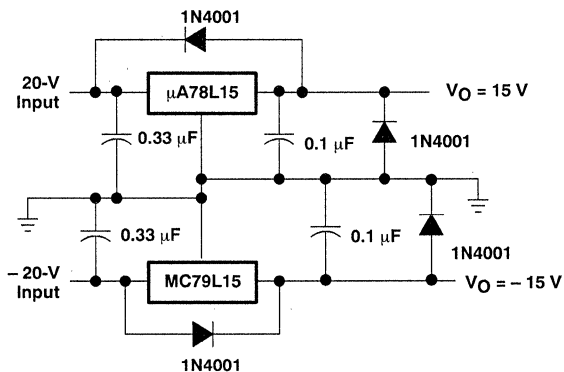 1N4001
20-V
Input
µA78L15
VO = 15 V
0.33 µF
0.1 µF
1N4001
0.33 µF
0.1 µF
1N4001
– 20-V
Input
MC79L15
VO = – 15 V
1N4001